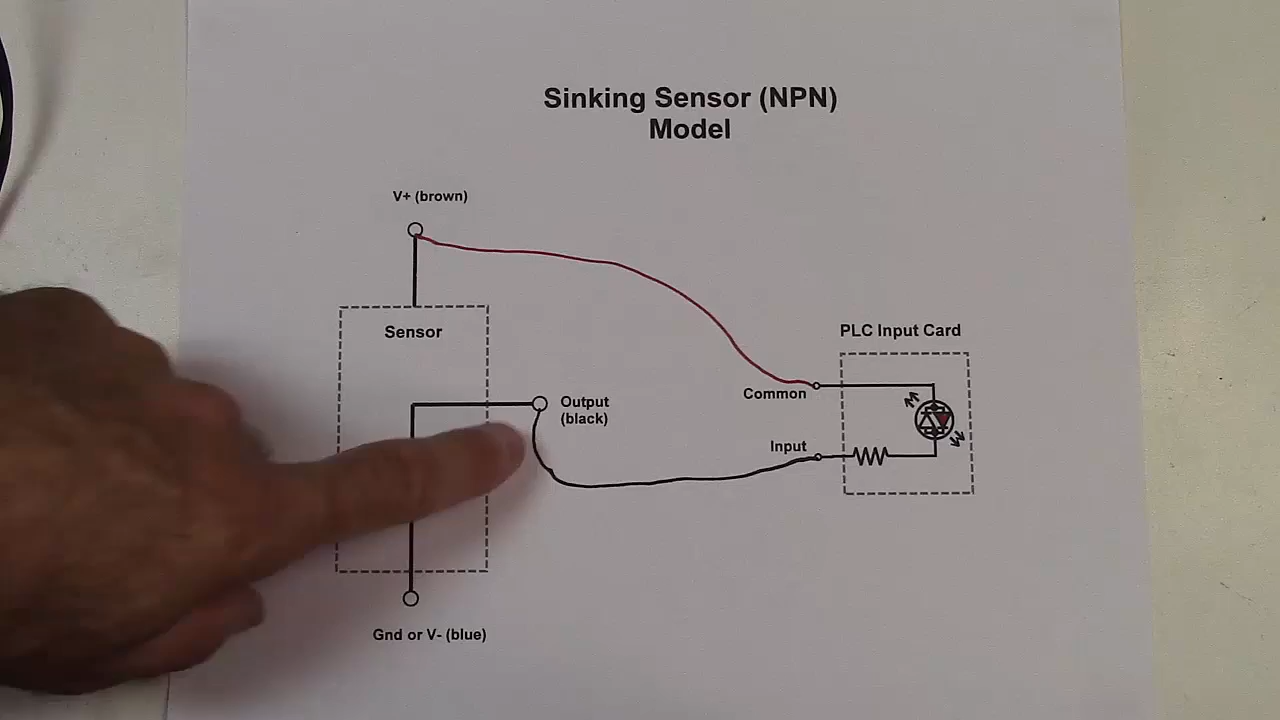 Sinking Sensor (NPN)
Model
V+ (brown)
Sensor
PLC Input Card
Common
Output
(black)
Input
Gnd or V- (blue)